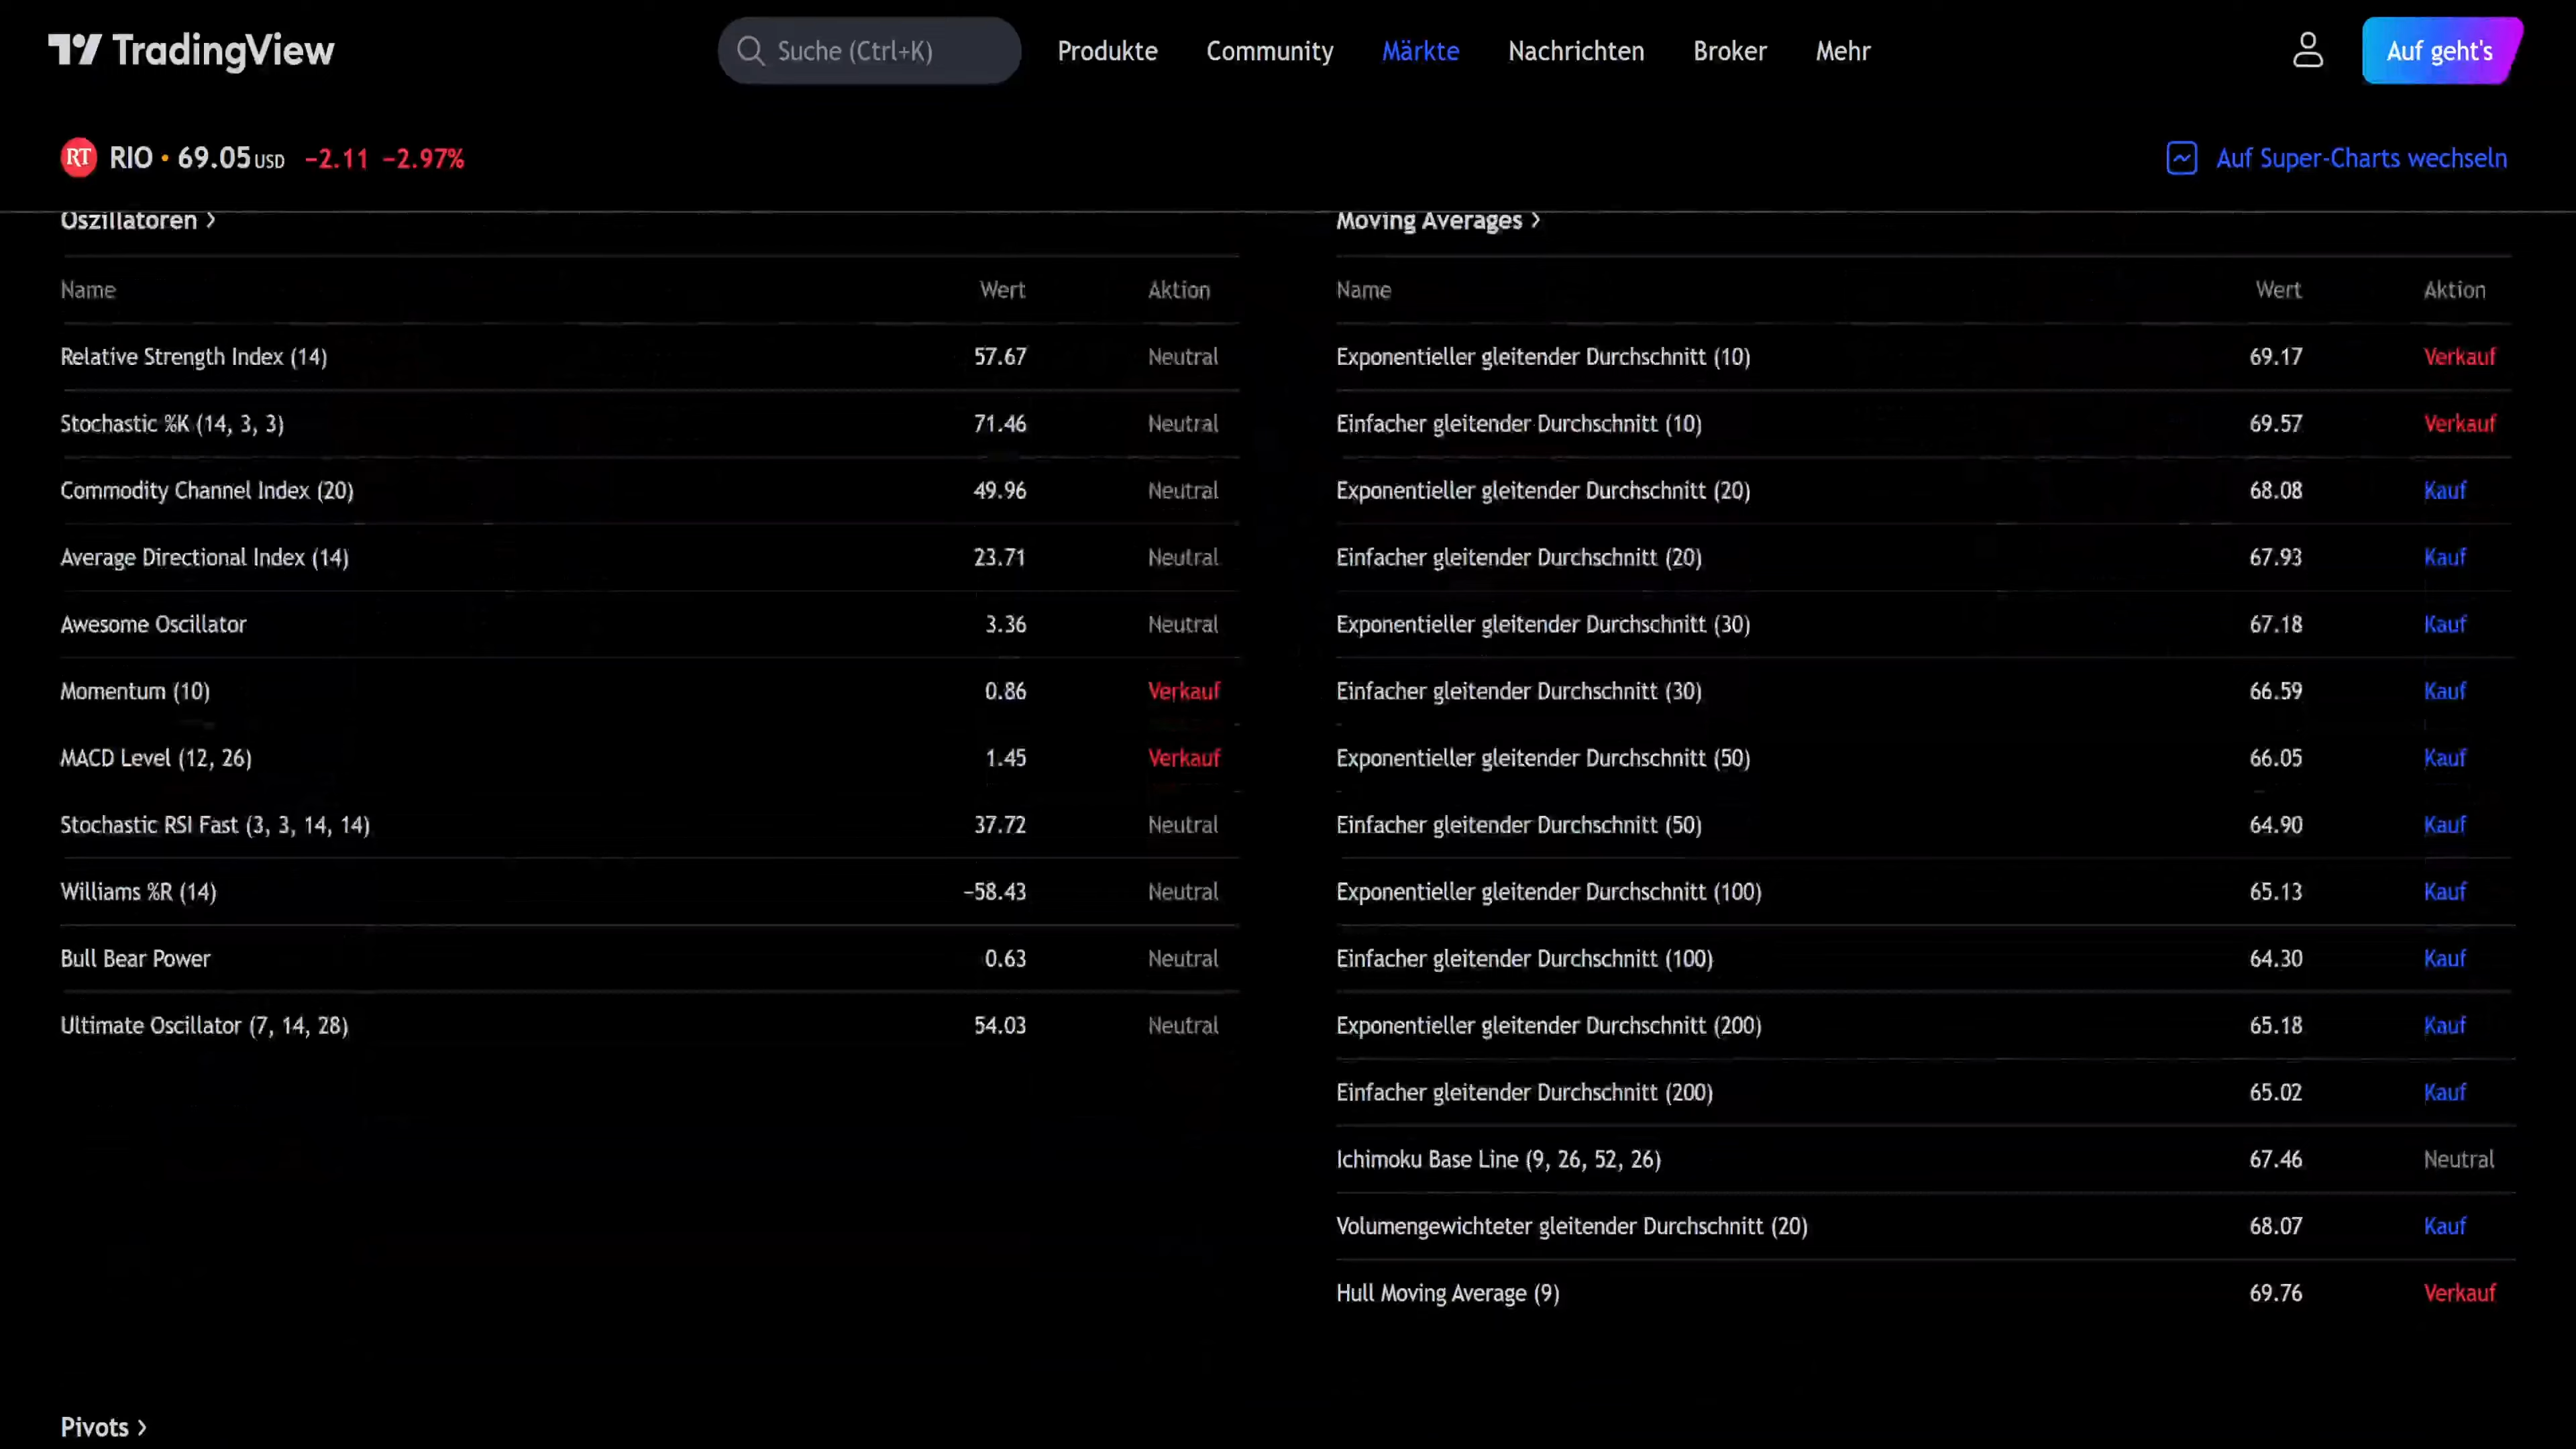 TradingView
Suche (Ctrl+K)
Produkte
Community
Märkte
Nachrichten
Broker
Mehr
Auf geht's
RT RIO • 69.05 USD −2.11 −2.97%
Auf Super-Charts wechseln
Oszillatoren >
Name Wert Aktion
Relative Strength Index (14) 57.67 Neutral
Stochastic %K (14, 3, 3) 71.46 Neutral
Commodity Channel Index (20) 49.96 Neutral
Average Directional Index (14) 23.71 Neutral
Awesome Oscillator 3.36 Neutral
Momentum (10) 0.86 Verkauf
MACD Level (12, 26) 1.45 Verkauf
Stochastic RSI Fast (3, 3, 14, 14) 37.72 Neutral
Williams %R (14) −58.43 Neutral
Bull Bear Power 0.63 Neutral
Ultimate Oscillator (7, 14, 28) 54.03 Neutral
Moving Averages >
Name Wert Aktion
Exponentieller gleitender Durchschnitt (10) 69.17 Verkauf
Einfacher gleitender Durchschnitt (10) 69.57 Verkauf
Exponentieller gleitender Durchschnitt (20) 68.08 Kauf
Einfacher gleitender Durchschnitt (20) 67.93 Kauf
Exponentieller gleitender Durchschnitt (30) 67.18 Kauf
Einfacher gleitender Durchschnitt (30) 66.59 Kauf
Exponentieller gleitender Durchschnitt (50) 66.05 Kauf
Einfacher gleitender Durchschnitt (50) 64.90 Kauf
Exponentieller gleitender Durchschnitt (100) 65.13 Kauf
Einfacher gleitender Durchschnitt (100) 64.30 Kauf
Exponentieller gleitender Durchschnitt (200) 65.18 Kauf
Einfacher gleitender Durchschnitt (200) 65.02 Kauf
Ichimoku Base Line (9, 26, 52, 26) 67.46 Neutral
Volumengewichteter gleitender Durchschnitt (20) 68.07 Kauf
Hull Moving Average (9) 69.76 Verkauf
Pivots >